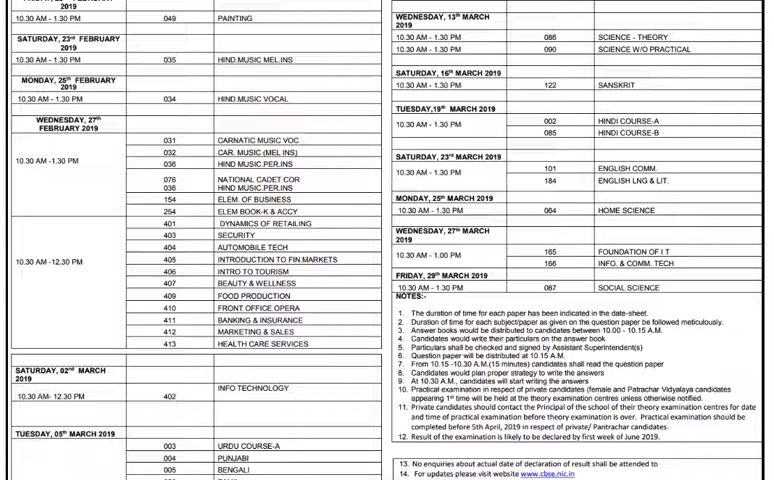 2019
10.30 AM - 1.30 PM 049 PAINTING
SATURDAY, 23rd FEBRUARY
2019
10.30 AM - 1.30 PM 035 HIND.MUSIC MEL.INS
MONDAY, 25th FEBRUARY
2019
10.30 AM - 1.30 PM 034 HIND.MUSIC VOCAL
WEDNESDAY, 27th
FEBRUARY 2019
10.30 AM -1.30 PM
031 CARNATIC MUSIC VOC
032 CAR. MUSIC (MEL INS)
036 HIND MUSIC.PER.INS
076 NATIONAL CADET COR
036 HIND MUSIC.PER.INS
154 ELEM. OF BUSINESS
254 ELEM BOOK-K & ACCY
10.30 AM -12.30 PM
401 DYNAMICS OF RETAILING
403 SECURITY
404 AUTOMOBILE TECH
405 INTRODUCTION TO FIN.MARKETS
406 INTRO TO TOURISM
407 BEAUTY & WELLNESS
409 FOOD PRODUCTION
410 FRONT OFFICE OPERA
411 BANKING & INSURANCE
412 MARKETING & SALES
413 HEALTH CARE SERVICES
SATURDAY, 02nd MARCH
2019
10.30 AM- 12.30 PM 402 INFO TECHNOLOGY
TUESDAY, 05th MARCH 2019
003 URDU COURSE-A
004 PUNJABI
005 BENGALI
WEDNESDAY, 13th MARCH
2019
10.30 AM - 1.30 PM 086 SCIENCE - THEORY
10.30 AM - 1.30 PM 090 SCIENCE W/O PRACTICAL
SATURDAY, 16th MARCH 2019
10.30 AM - 1.30 PM 122 SANSKRIT
TUESDAY,19th MARCH 2019
10.30 AM - 1.30 PM
002 HINDI COURSE-A
085 HINDI COURSE-B
SATURDAY, 23rd MARCH 2019
10.30 AM - 1.30 PM
101 ENGLISH COMM.
184 ENGLISH LNG & LIT.
MONDAY, 25th MARCH 2019
10.30 AM - 1.30 PM 064 HOME SCIENCE
WEDNESDAY, 27th MARCH
2019
10.30 AM - 1.00 PM
165 FOUNDATION OF I T
166 INFO. & COMM. TECH
FRIDAY, 29th MARCH 2019
10.30 AM - 1.30 PM 087 SOCIAL SCIENCE
NOTES:-
1. The duration of time for each paper has been indicated in the date-sheet.
2. Duration of time for each subject/paper as given on the question paper be followed meticulously.
3. Answer books would be distributed to candidates between 10.00 - 10.15 A.M.
4. Candidates would write their particulars on the answer book
5. Particulars shall be checked and signed by Assistant Superintendent(s)
6. Question paper will be distributed at 10.15 A.M.
7. From 10.15 -10.30 A.M.(15 minutes) candidates shall read the question paper
8. Candidates would plan proper strategy to write the answers
9. At 10.30 A.M., candidates will start writing the answers
10. Practical examination in respect of private candidates (female and Patrachar Vidyalaya candidates
appearing 1st time will be held at the theory examination centres unless otherwise notified.
11. Private candidates should contact the Principal of the school of their theory examination centres for date
and time of practical examination before theory examination is over. Practical examination should be
completed before 5th April, 2019 in respect of private/ Pantrachar candidates.
12. Result of the examination is likely to be declared by first week of June 2019.
13. No enquiries about actual date of declaration of result shall be attended to
14. For updates please visit website www.cbse.nic.in